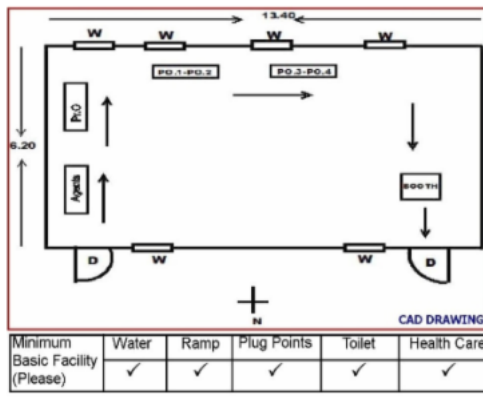 13.40
W W W W
PO.1-PO.2 PO.3-PO.4
Pr.O
6.20
Agents
BOOTH
D W W D
N
CAD DRAWING
Minimum Basic Facility (Please) Water Ramp Plug Points Toilet Health Care
✓ ✓ ✓ ✓ ✓